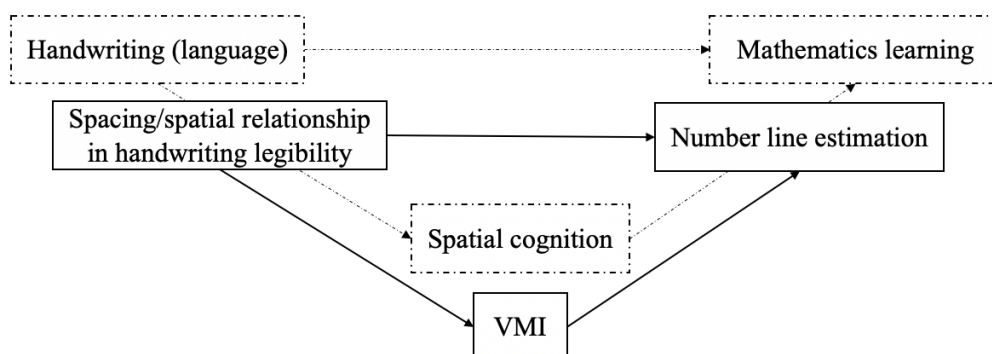 Handwriting (language)
Mathematics learning
Spacing/spatial relationship
in handwriting legibility
Number line estimation
Spatial cognition
VMI